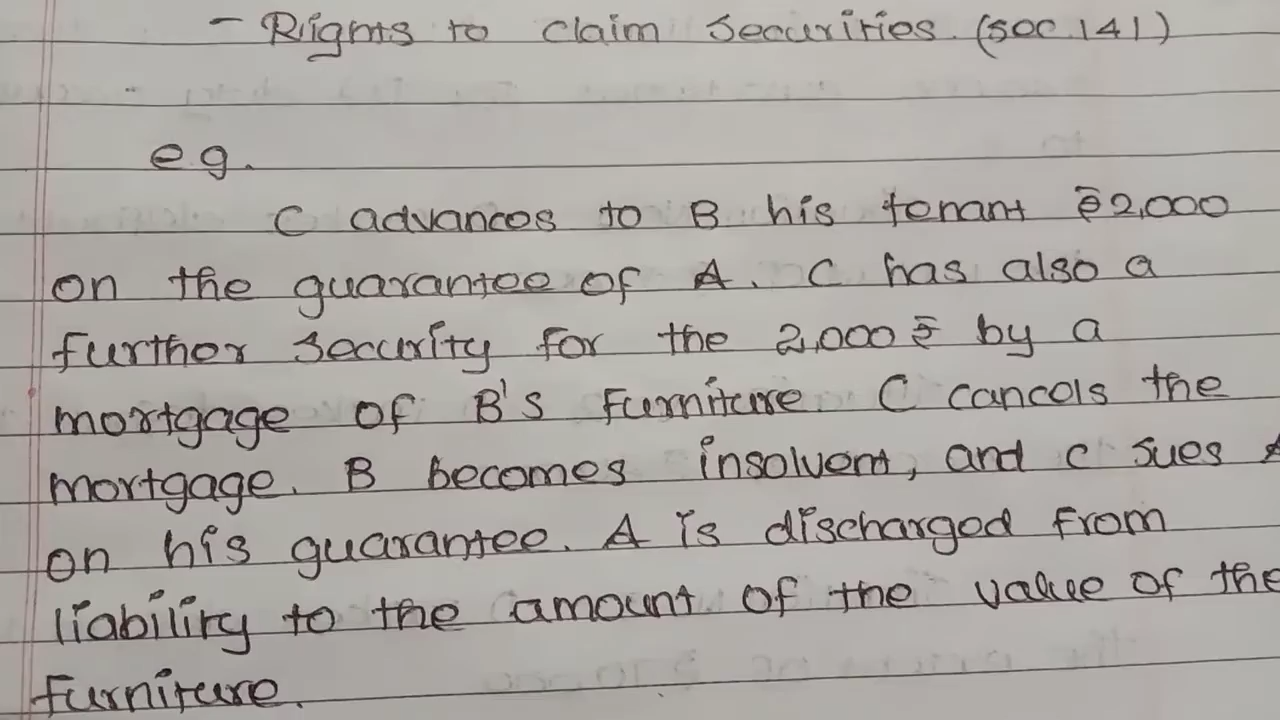 - Rights to claim securities. (sec 141)
e.g.
C advances to B his tenant ₹2,000
on the guarantee of A. C has also a
further security for the 2,000 ₹ by a
mortgage of B's furniture. C cancels the
mortgage. B becomes insolvent, and C sues A
on his guarantee. A is discharged from
liability to the amount of the value of the
furniture.